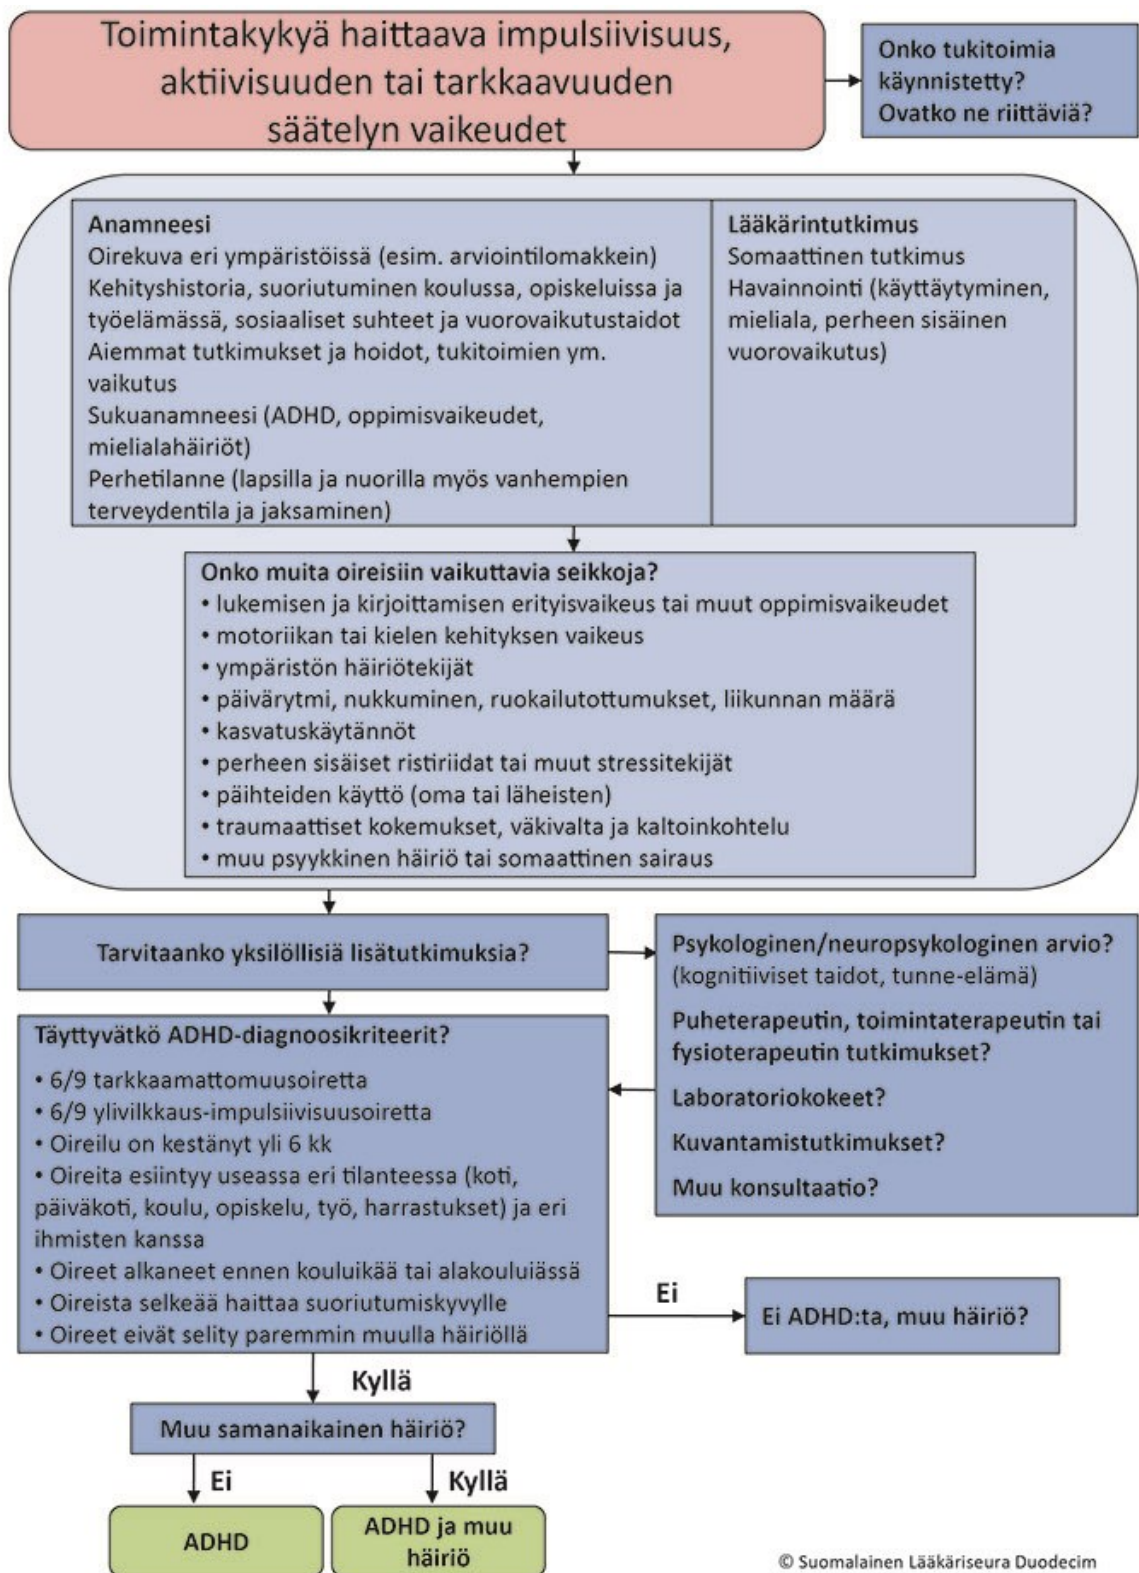 Toimintakykyä haittaava impulsiivisuus,
aktiivisuuden tai tarkkaavuuden
säätelyn vaikeudet
Onko tukitoimia
käynnistetty?
Ovatko ne riittäviä?
Anamneesi
Oirekuva eri ympäristöissä (esim. arviointilomakkein)
Kehityshistoria, suoriutuminen koulussa, opiskeluissa ja
työelämässä, sosiaaliset suhteet ja vuorovaikutustaidot
Aiemmat tutkimukset ja hoidot, tukitoimien ym.
vaikutus
Sukuanamneesi (ADHD, oppimisvaikeudet,
mielialahäiriöt)
Perhetilanne (lapsilla ja nuorilla myös vanhempien
terveydentila ja jaksaminen)
Lääkärintutkimus
Somaattinen tutkimus
Havainnointi (käyttäytyminen,
mieliala, perheen sisäinen
vuorovaikutus)
Onko muita oireisiin vaikuttavia seikkoja?
• lukemisen ja kirjoittamisen erityisvaikeus tai muut oppimisvaikeudet
• motoriikan tai kielen kehityksen vaikeus
• ympäristön häiriötekijät
• päivärytmi, nukkuminen, ruokailutottumukset, liikunnan määrä
• kasvatuskäytännöt
• perheen sisäiset ristiriidat tai muut stressitekijät
• päihteiden käyttö (oma tai läheisten)
• traumaattiset kokemukset, väkivalta ja kaltoinkohtelu
• muu psyykkinen häiriö tai somaattinen sairaus
Tarvitaanko yksilöllisiä lisätutkimuksia?
Psykologinen/neuropsykologinen arvio?
(kognitiiviset taidot, tunne-elämä)
Puheterapeutin, toimintaterapeutin tai
fysioterapeutin tutkimukset?
Laboratoriokokeet?
Kuvantamistutkimukset?
Muu konsultaatio?
Täyttyvätkö ADHD-diagnoosikriteerit?
• 6/9 tarkkaamattomuusoiretta
• 6/9 ylivilkkaus-impulsiivisuusoiretta
• Oireilu on kestänyt yli 6 kk
• Oireita esiintyy useassa eri tilanteessa (koti,
päiväkoti, koulu, opiskelu, työ, harrastukset) ja eri
ihmisten kanssa
• Oireet alkaneet ennen kouluikää tai alakouluiässä
• Oireista selkeää haittaa suoriutumiskyvylle
• Oireet eivät selity paremmin muulla häiriöllä
Ei
Ei ADHD:ta, muu häiriö?
Kyllä
Muu samanaikainen häiriö?
Ei
Kyllä
ADHD
ADHD ja muu
häiriö
© Suomalainen Lääkäriseura Duodecim